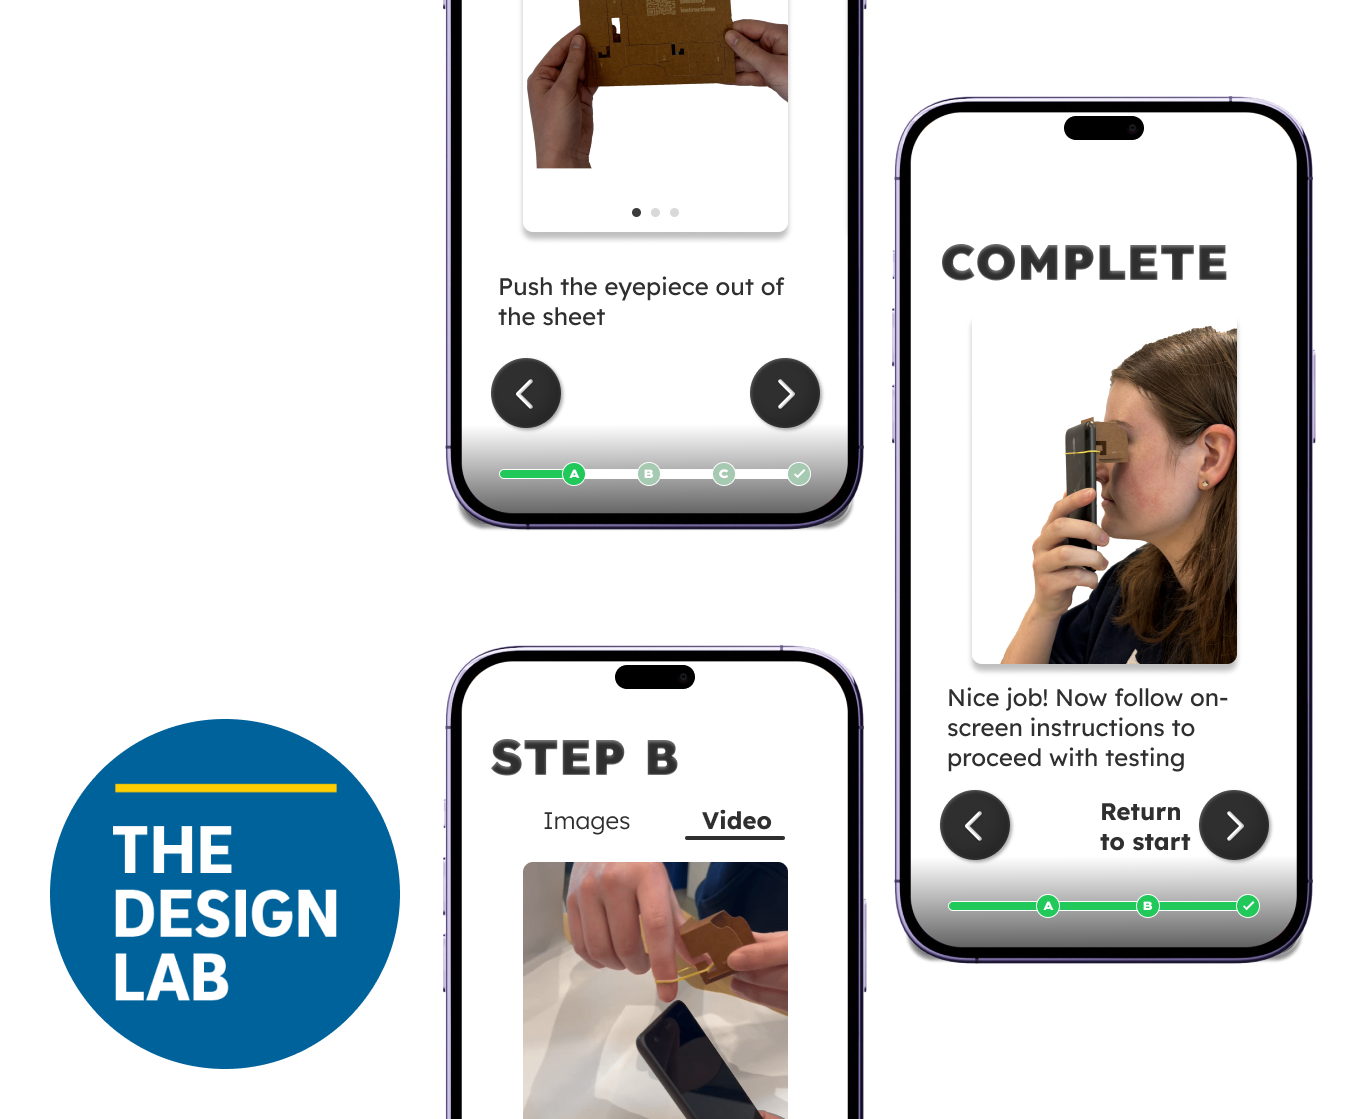 Push the eyepiece out of
the sheet
A
B
C
COMPLETE
Nice job! Now follow on-
screen instructions to
proceed with testing
Return
to start
A
B
STEP B
Images
Video
THE
DESIGN
LAB